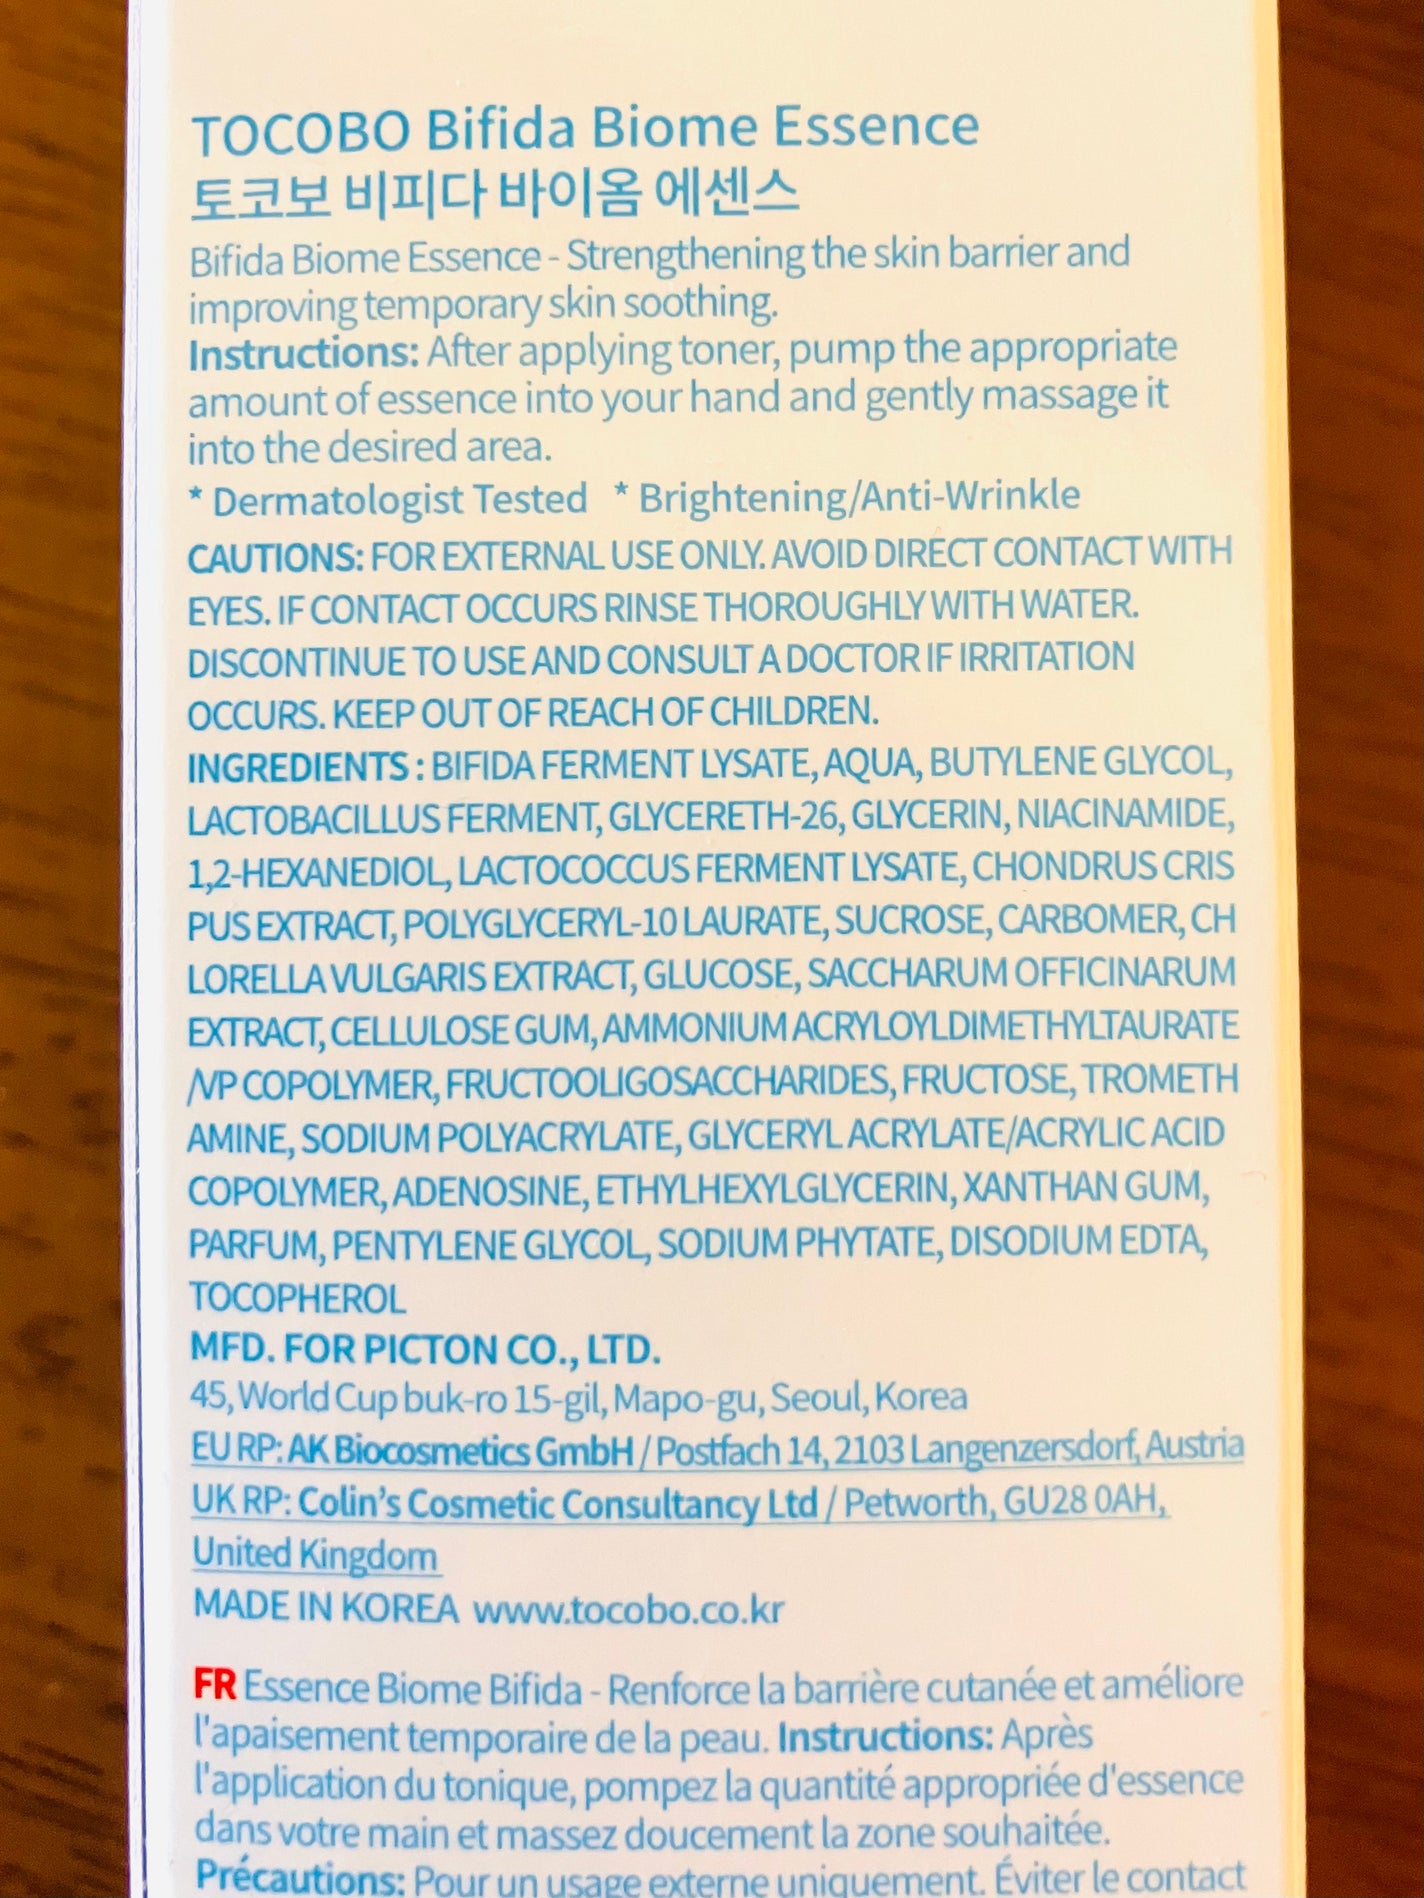 TOCOBO Bifida Biome Essence
토코보 비피다 바이옴 에센스
Bifida Biome Essence - Strengthening the skin barrier and
improving temporary skin soothing.
Instructions: After applying toner, pump the appropriate
amount of essence into your hand and gently massage it
into the desired area.
* Dermatologist Tested * Brightening/Anti-Wrinkle
CAUTIONS: FOR EXTERNAL USE ONLY. AVOID DIRECT CONTACT WITH
EYES. IF CONTACT OCCURS RINSE THOROUGHLY WITH WATER.
DISCONTINUE TO USE AND CONSULT A DOCTOR IF IRRITATION
OCCURS. KEEP OUT OF REACH OF CHILDREN.
INGREDIENTS : BIFIDA FERMENT LYSATE, AQUA, BUTYLENE GLYCOL,
LACTOBACILLUS FERMENT, GLYCERETH-26, GLYCERIN, NIACINAMIDE,
1,2-HEXANEDIOL, LACTOCOCCUS FERMENT LYSATE, CHONDRUS CRIS
PUS EXTRACT, POLYGLYCERYL-10 LAURATE, SUCROSE, CARBOMER, CH
LORELLA VULGARIS EXTRACT, GLUCOSE, SACCHARUM OFFICINARUM
EXTRACT, CELLULOSE GUM, AMMONIUM ACRYLOYLDIMETHYLTAURATE
/VP COPOLYMER, FRUCTOOLIGOSACCHARIDES, FRUCTOSE, TROMETH
AMINE, SODIUM POLYACRYLATE, GLYCERYL ACRYLATE/ACRYLIC ACID
COPOLYMER, ADENOSINE, ETHYLHEXYLGLYCERIN, XANTHAN GUM,
PARFUM, PENTYLENE GLYCOL, SODIUM PHYTATE, DISODIUM EDTA,
TOCOPHEROL
MFD. FOR PICTON CO., LTD.
45, World Cup buk-ro 15-gil, Mapo-gu, Seoul, Korea
EU RP: AK Biocosmetics GmbH / Postfach 14, 2103 Langenzersdorf, Austria
UK RP: Colin's Cosmetic Consultancy Ltd / Petworth, GU28 0AH,
United Kingdom
MADE IN KOREA www.tocobo.co.kr
FR Essence Biome Bifida - Renforce la barrière cutanée et améliore
l'apaisement temporaire de la peau. Instructions: Après
l'application du tonique, pompez la quantité appropriée d'essence
dans votre main et massez doucement la zone souhaitée.
Précautions: Pour un usage externe uniquement. Éviter le contact